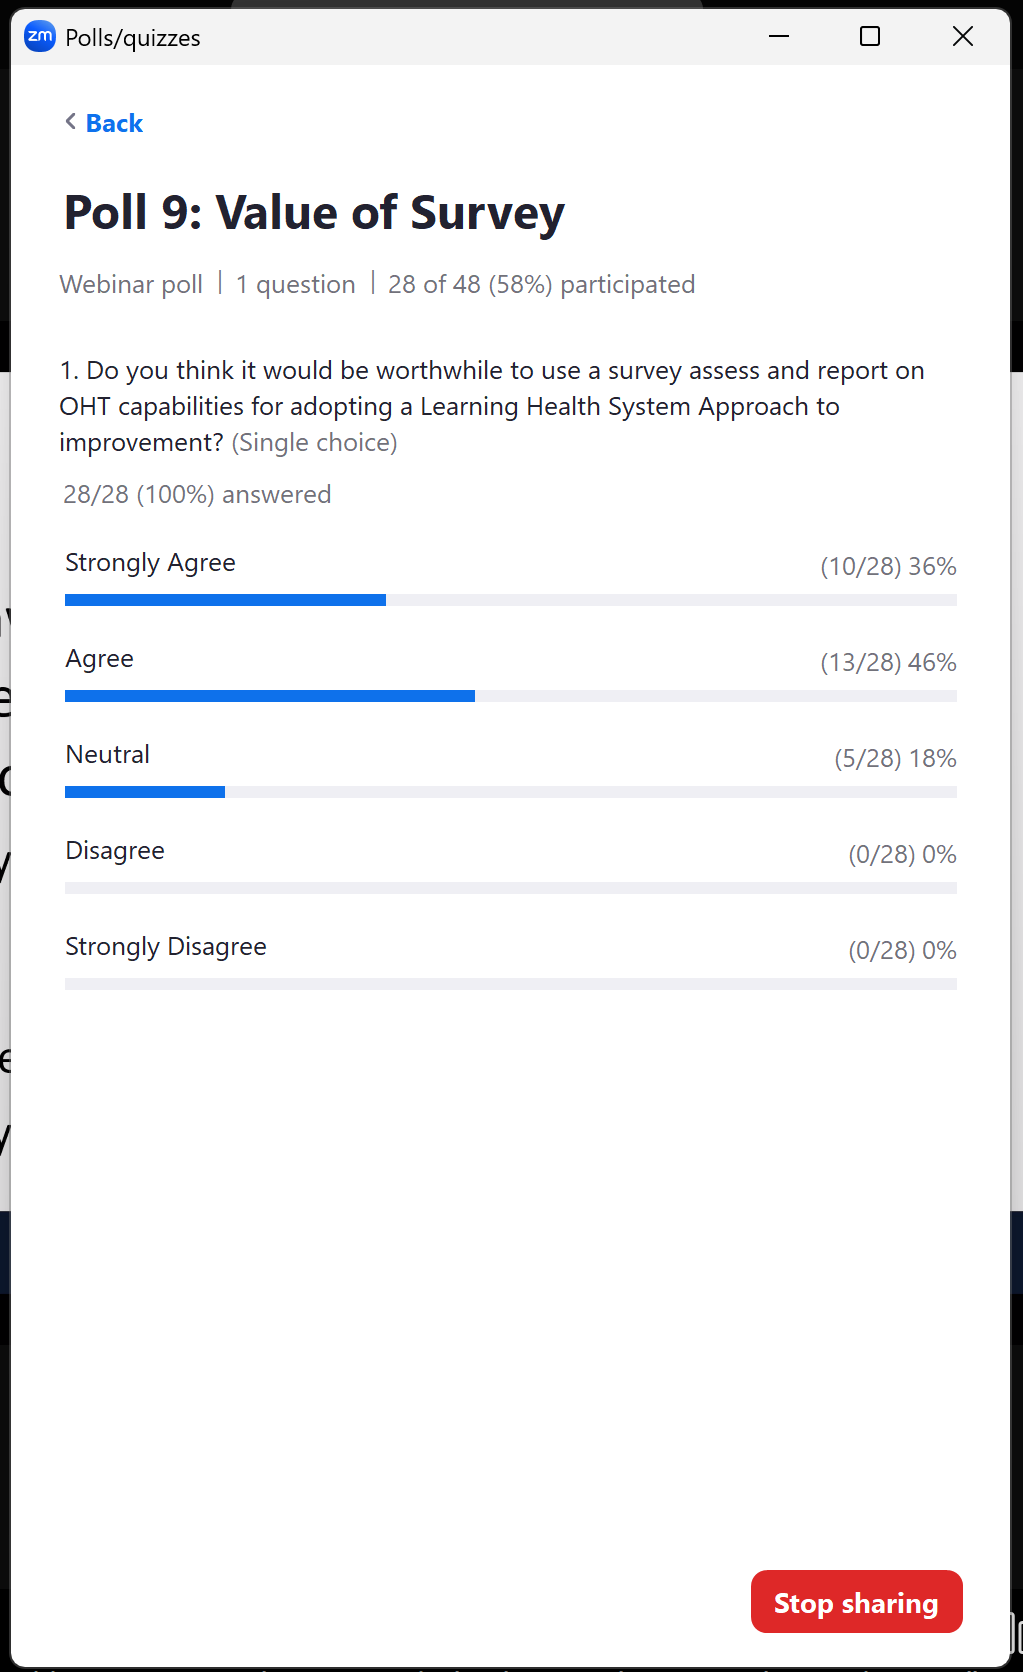 zm Polls/quizzes
Back
Poll 9: Value of Survey
Webinar poll | 1 question | 28 of 48 (58%) participated
1. Do you think it would be worthwhile to use a survey assess and report on
OHT capabilities for adopting a Learning Health System Approach to
improvement? (Single choice)
28/28 (100%) answered
Strongly Agree (10/28) 36%
Agree (13/28) 46%
Neutral (5/28) 18%
Disagree (0/28) 0%
Strongly Disagree (0/28) 0%
Stop sharing